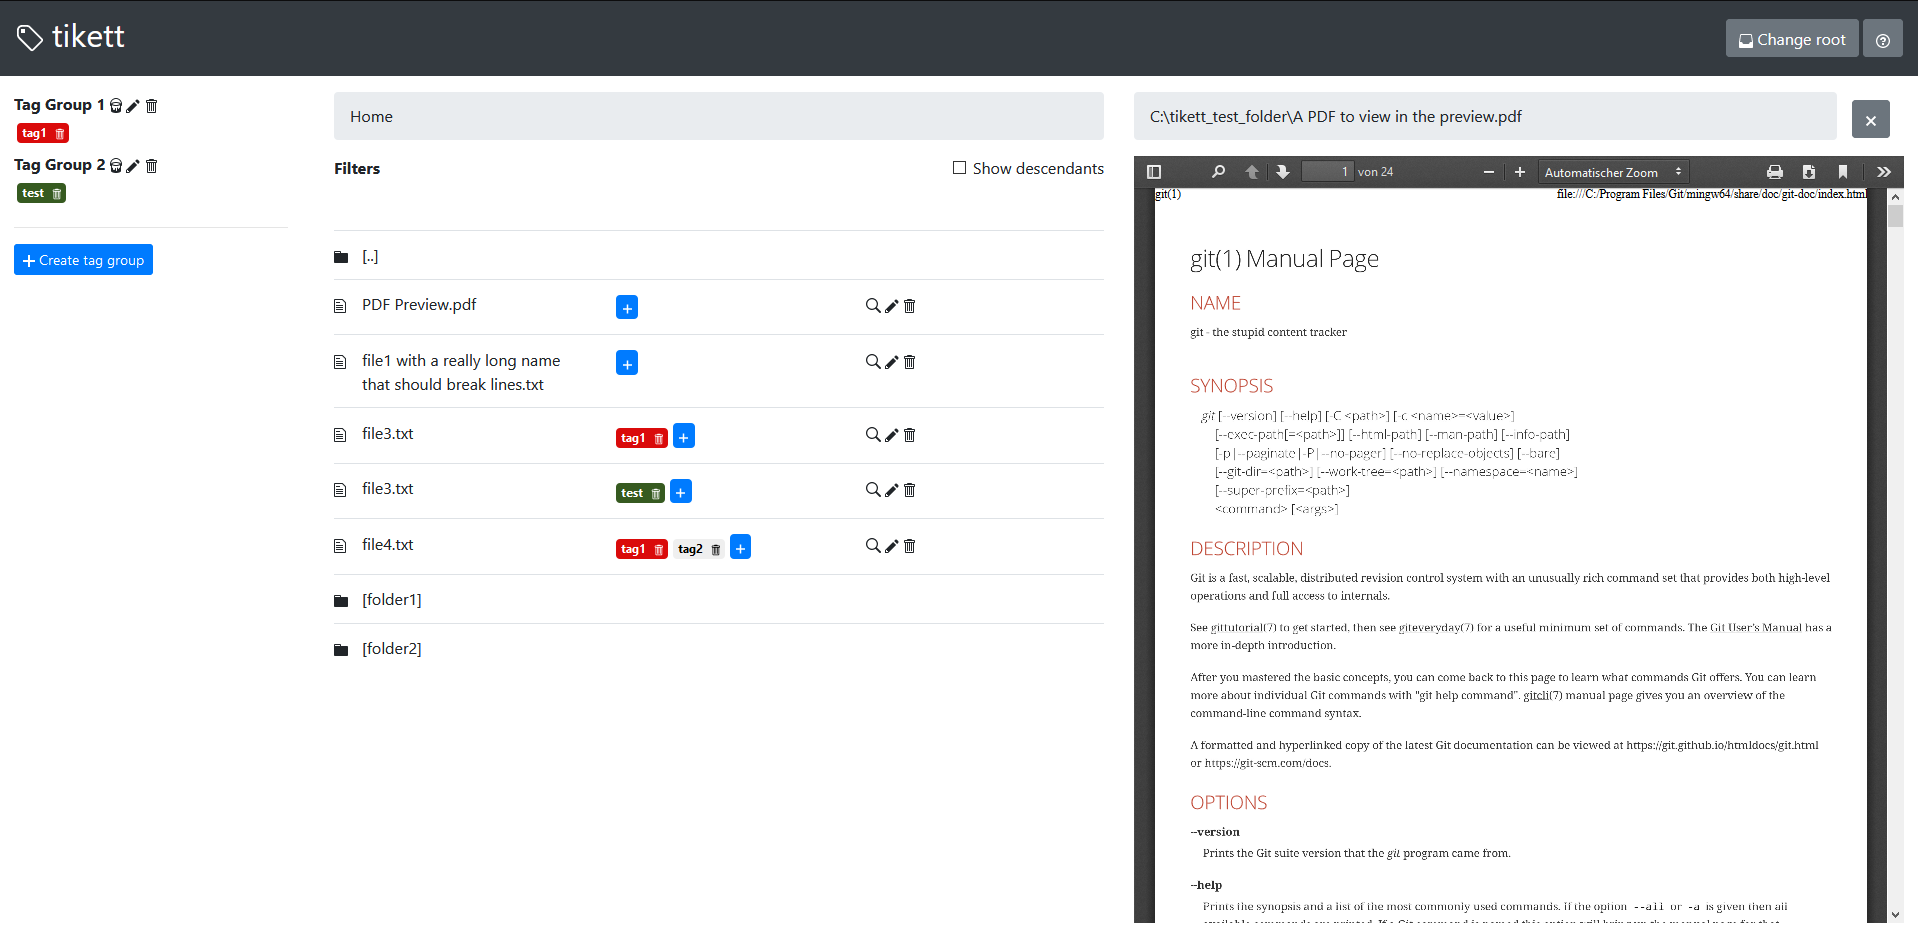 tikett
Change root
Tag Group 1
tag1
Tag Group 2
test
Create tag group
Home
Filters
Show descendants
[..]
PDF Preview.pdf
file1 with a really long name
that should break lines.txt
file3.txt
tag1
file3.txt
test
file4.txt
tag1 tag2
[folder1]
[folder2]
C:\tikett_test_folder\A PDF to view in the preview.pdf
1 von 24
Automatischer Zoom
git(1)
file:///C:/Program Files/Git/mingw64/share/doc/git-doc/index.html
git(1) Manual Page
NAME
git - the stupid content tracker
SYNOPSIS
git [--version] [--help] [-C <path>] [-c <name>=<value>]
[--exec-path[=<path>]] [--html-path] [--man-path] [--info-path]
[-p|--paginate|-P|--no-pager] [--no-replace-objects] [--bare]
[--git-dir=<path>] [--work-tree=<path>] [--namespace=<name>]
[--super-prefix=<path>]
<command> [<args>]
DESCRIPTION
Git is a fast, scalable, distributed revision control system with an unusually rich command set that provides both high-level
operations and full access to internals.
See gittutorial(7) to get started, then see giteveryday(7) for a useful minimum set of commands. The Git User's Manual has a
more in-depth introduction.
After you mastered the basic concepts, you can come back to this page to learn what commands Git offers. You can learn
more about individual Git commands with "git help command". gitcli(7) manual page gives you an overview of the
command-line command syntax.
A formatted and hyperlinked copy of the latest Git documentation can be viewed at https://git.github.io/htmldocs/git.html
or https://git-scm.com/docs.
OPTIONS
--version
Prints the Git suite version that the git program came from.
--help
Prints the synopsis and a list of the most commonly used commands. If the option --all or -a is given then all